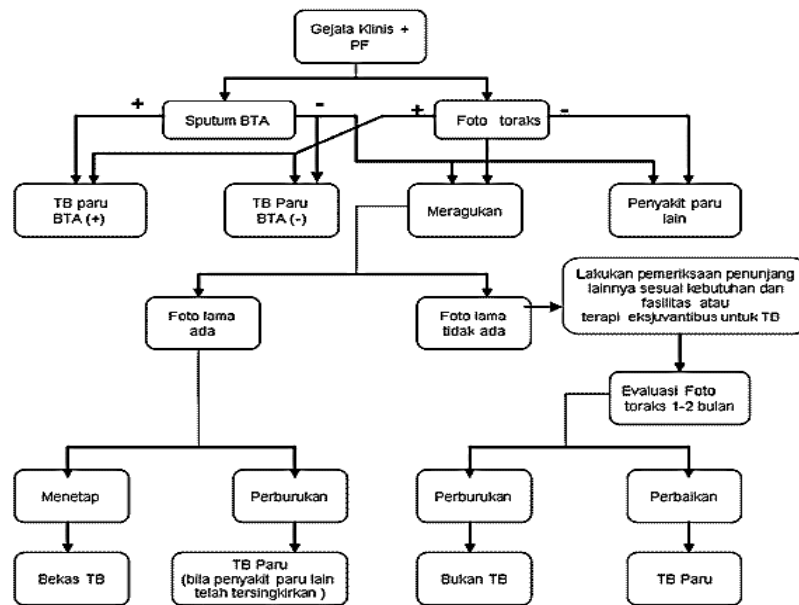 Gejala Klinis +
PF
+
-
+
-
Sputum BTA
Foto toraks
TB paru
BTA (+)
TB Paru
BTA (-)
Meragukan
Penyakit paru
lain
Foto lama
ada
Foto lama
tidak ada
Lakukan pemeriksaan penunjang
lainnya sesuai kebutuhan dan
fasilitas atau
terapi eksjuvantibus untuk TB
Evaluasi Foto
toraks 1-2 bulan
Menetap
Perburukan
Perburukan
Perbaikan
Bekas TB
TB Paru
(bila penyakit paru lain
telah tersingkirkan )
Bukan TB
TB Paru